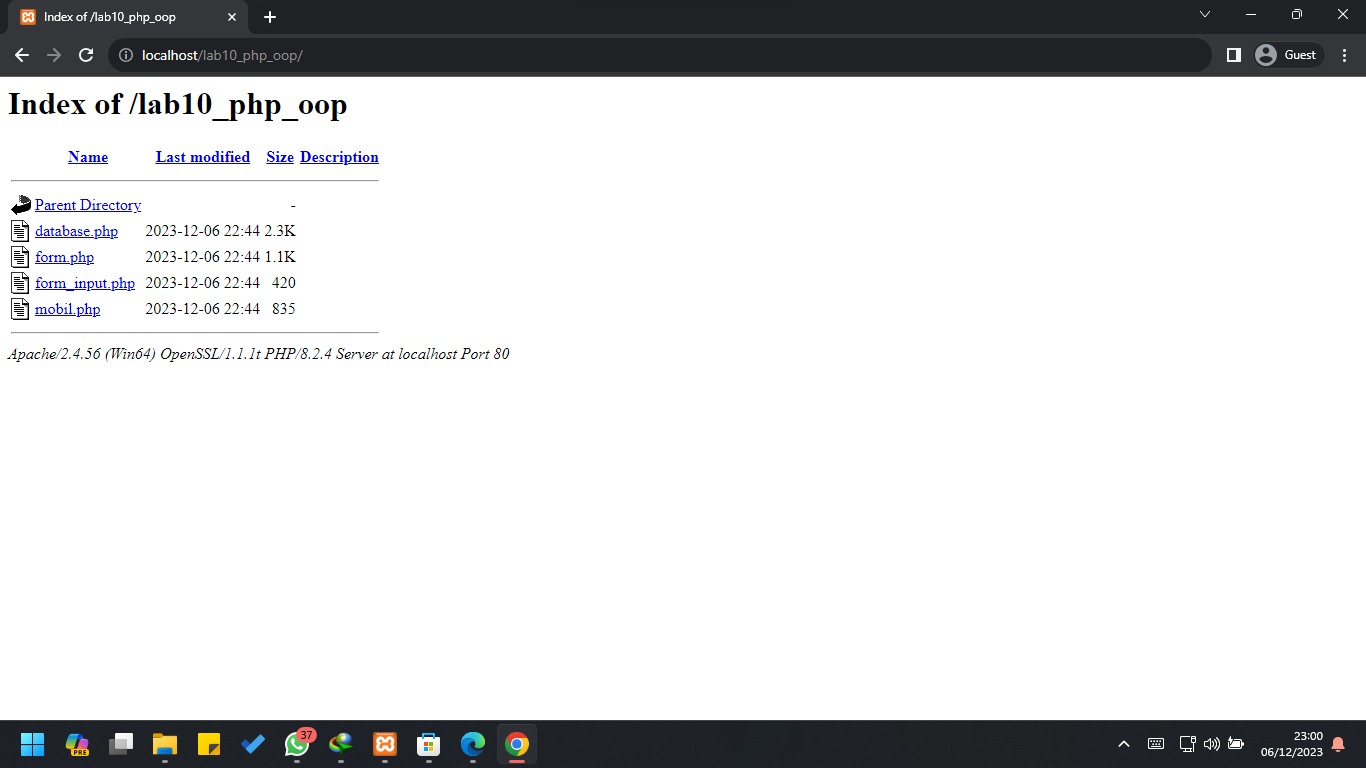 Index of /lab10_php_oop
localhost/lab10_php_oop/
Guest
Index of /lab10_php_oop
Name Last modified Size Description
Parent Directory -
database.php 2023-12-06 22:44 2.3K
form.php 2023-12-06 22:44 1.1K
form_input.php 2023-12-06 22:44 420
mobil.php 2023-12-06 22:44 835
Apache/2.4.56 (Win64) OpenSSL/1.1.1t PHP/8.2.4 Server at localhost Port 80
PRE
37
23:00
06/12/2023